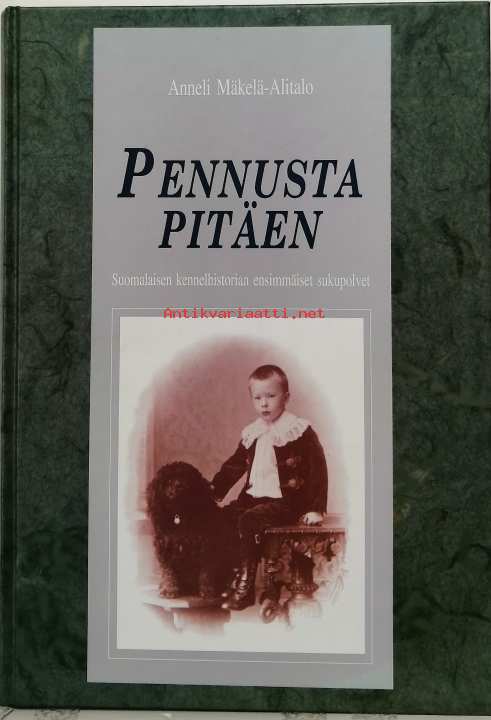 Anneli Mäkelä-Alitalo
PENNUSTA
PITÄEN
Suomalaisen kennelhistorian ensimmäiset sukupolvet
Antikvariaatti.net